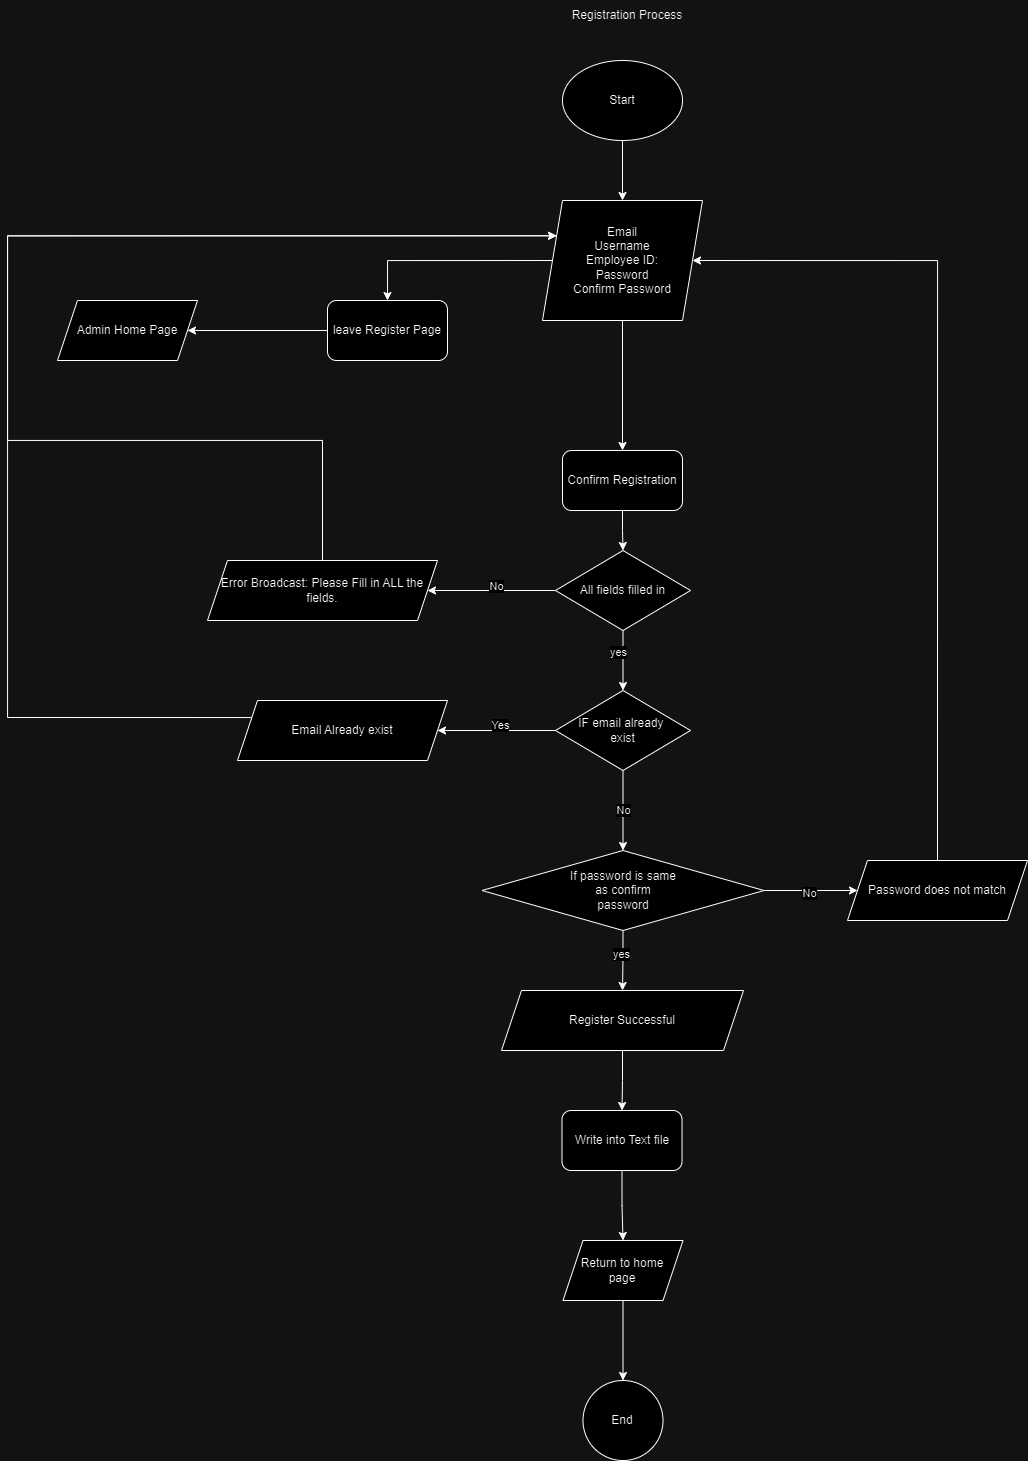 Registration Process
Start
Email
Username
Employee ID:
Password
Confirm Password
Admin Home Page
leave Register Page
Confirm Registration
Error Broadcast: Please Fill in ALL the
fields.
No
All fields filled in
yes
Email Already exist
Yes
IF email already
exist
No
If password is same
as confirm
password
No
Password does not match
yes
Register Successful
Write into Text file
Return to home
page
End